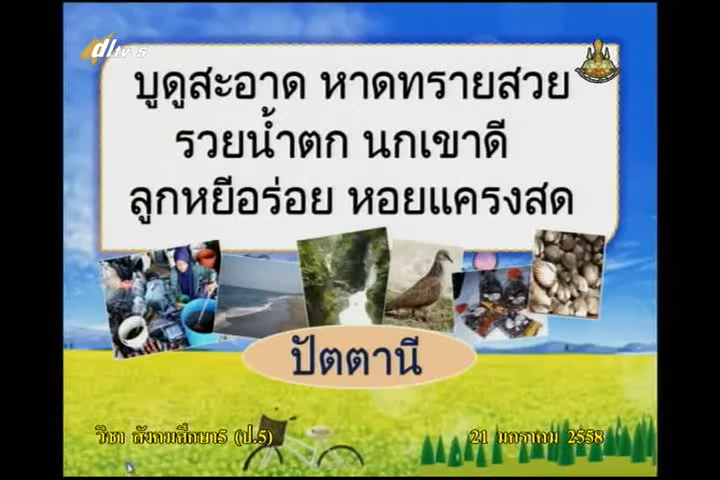 dltv 5
บูดูสะอาด หาดทรายสวย
รวยน้ำตก นกเขาดี
ลูกหยีอร่อย หอยแครงสด
ปัตตานี
วิชา สังคมศึกษา5 (ป.5)
21 มกราคม 2558